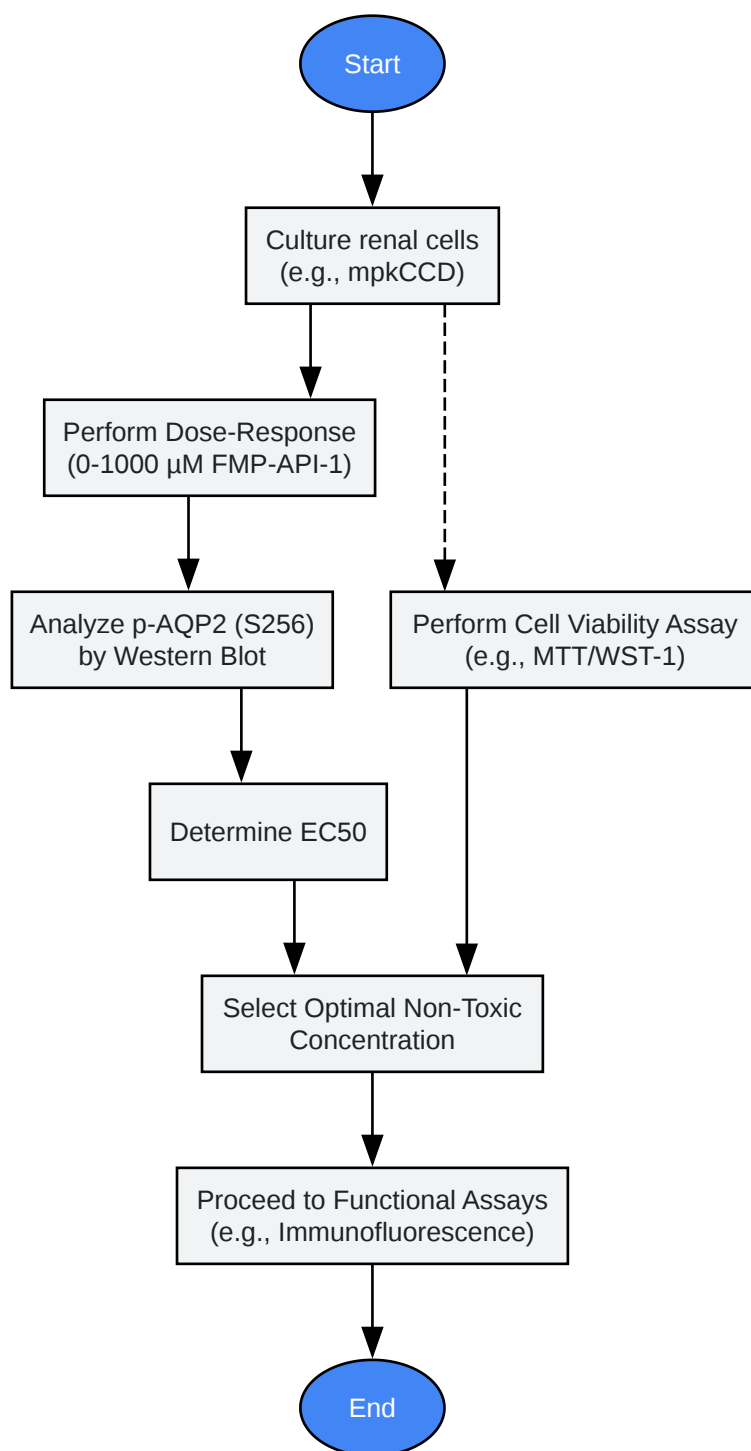 Start
Culture renal cells
(e.g., mpkCCD)
Perform Dose-Response
(0-1000 µM FMP-API-1)
Analyze p-AQP2 (S256)
by Western Blot
Perform Cell Viability Assay
(e.g., MTT/WST-1)
Determine EC50
Select Optimal Non-Toxic
Concentration
Proceed to Functional Assays
(e.g., Immunofluorescence)
End